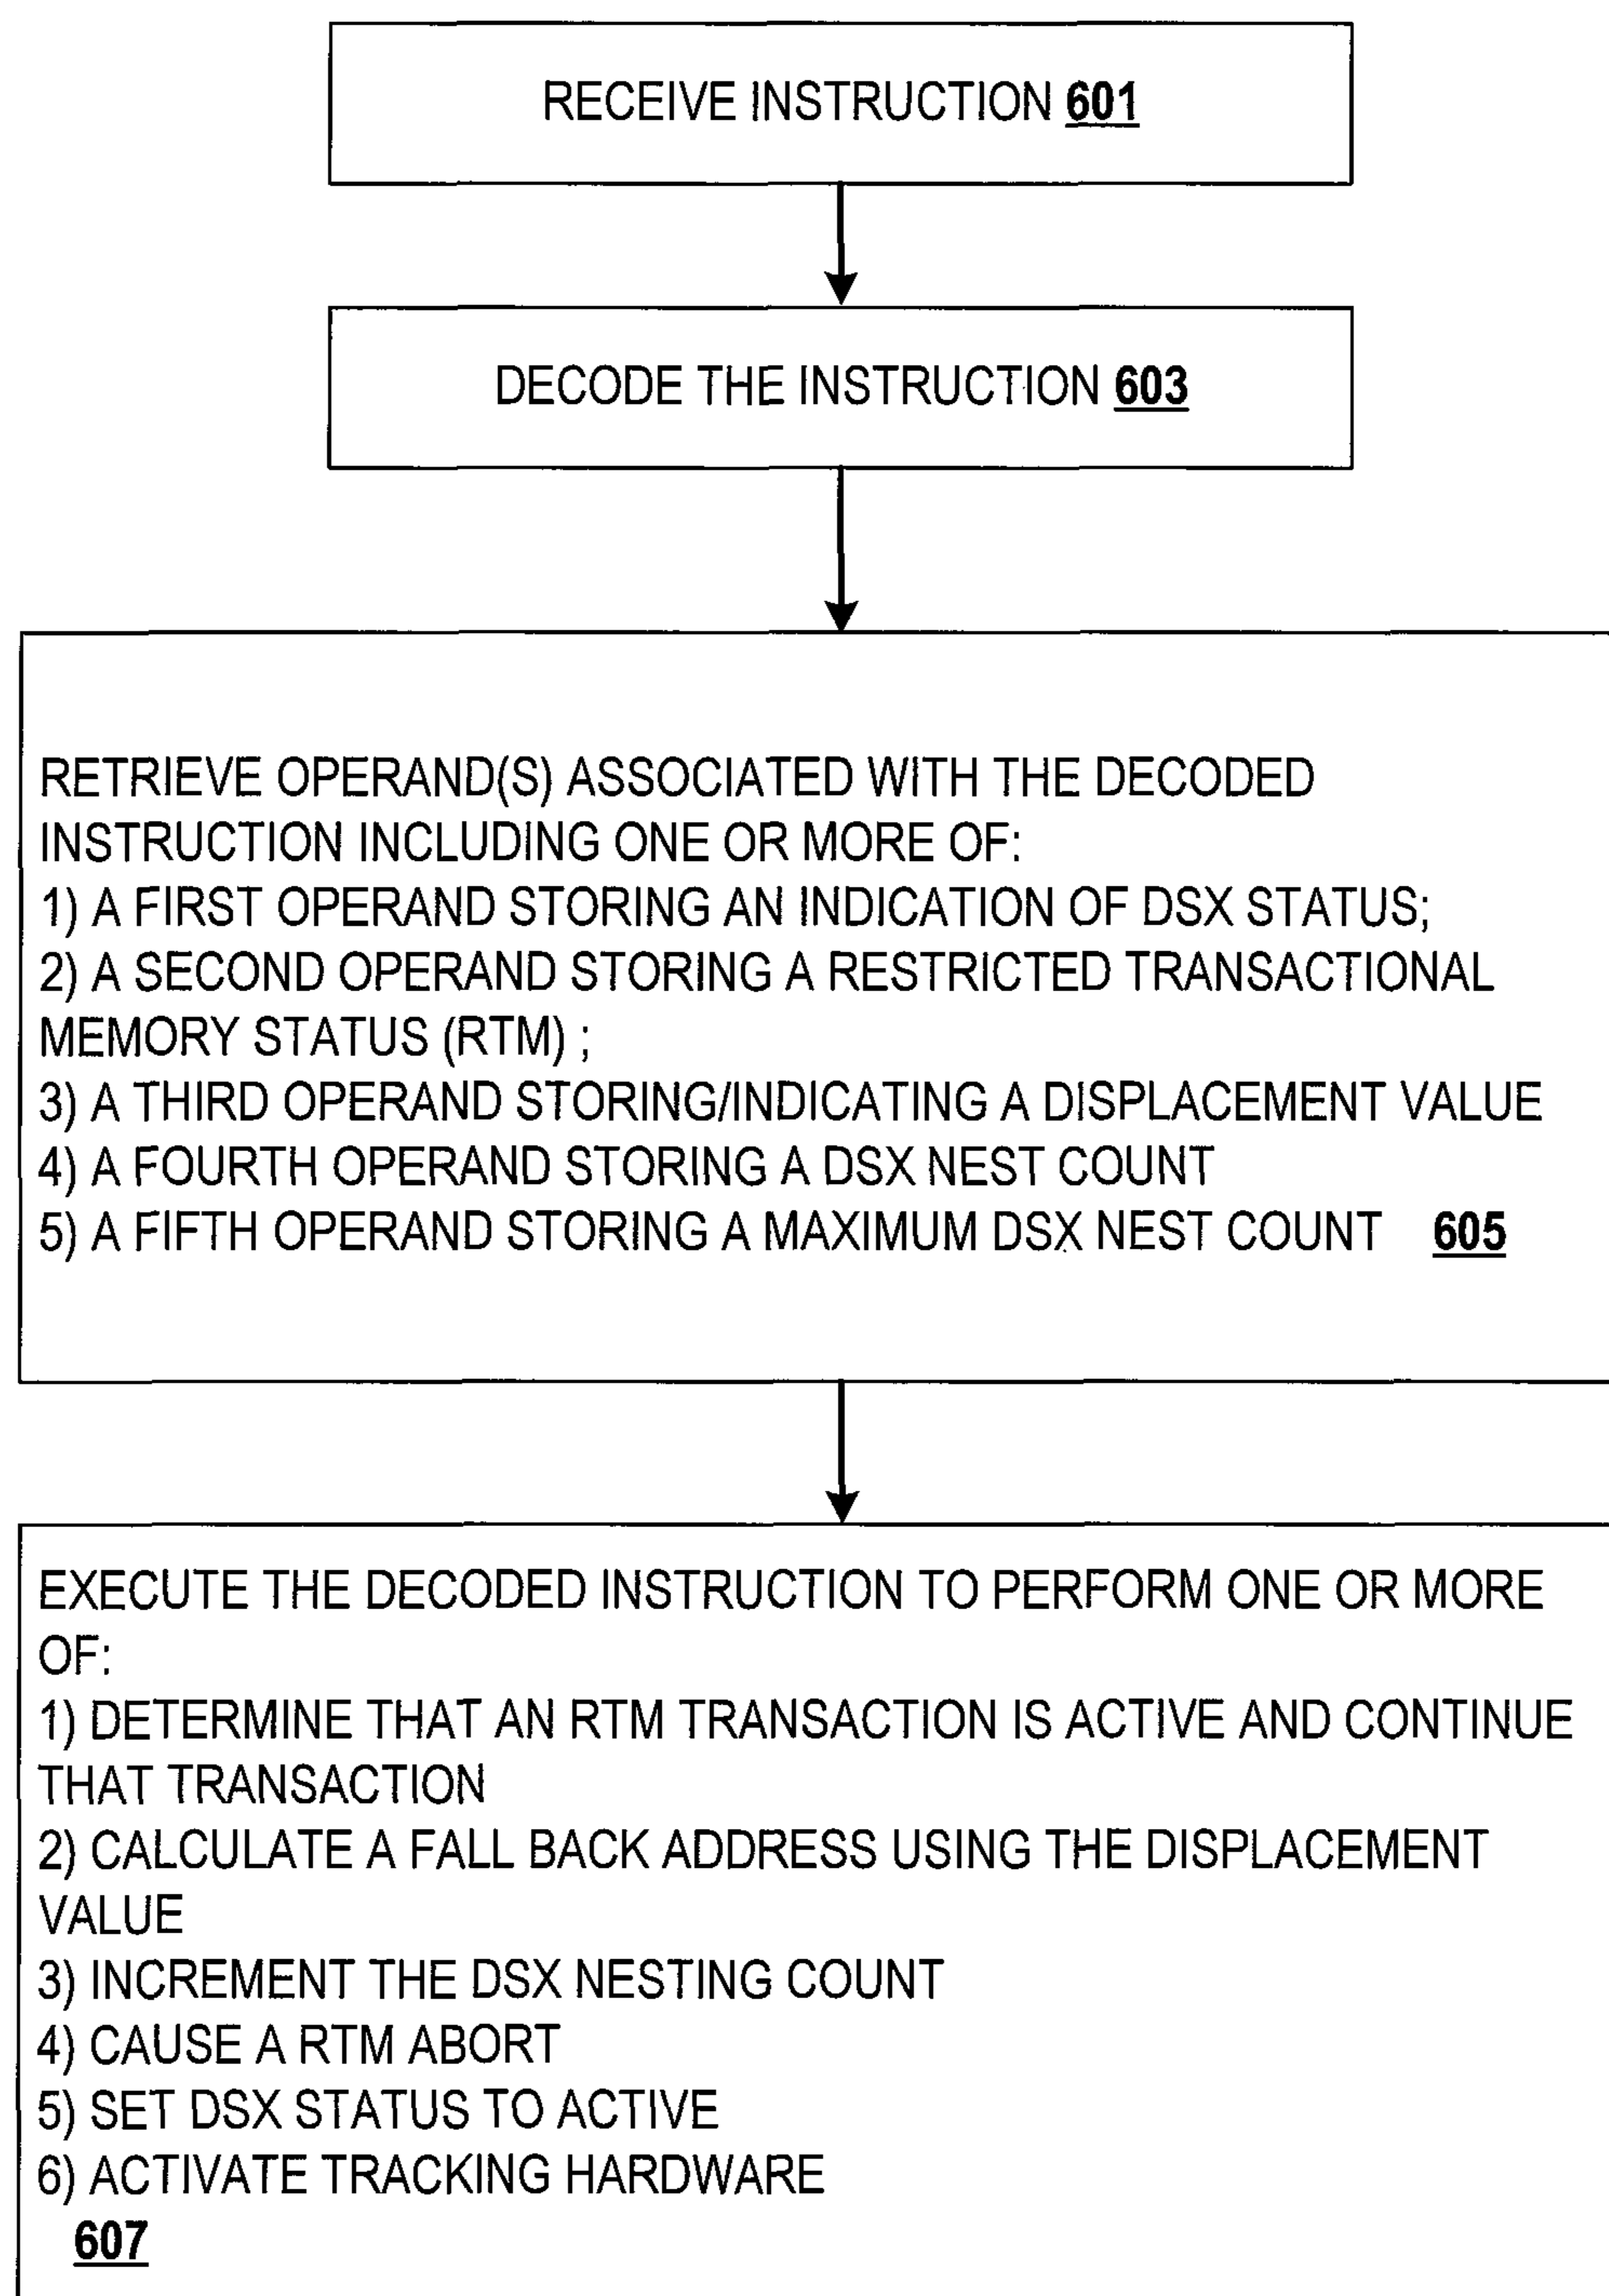 RECEIVE INSTRUCTION 601
DECODE THE INSTRUCTION 603
RETRIEVE OPERAND(S) ASSOCIATED WITH THE DECODED
INSTRUCTION INCLUDING ONE OR MORE OF:
1) A FIRST OPERAND STORING AN INDICATION OF DSX STATUS;
2) A SECOND OPERAND STORING A RESTRICTED TRANSACTIONAL
MEMORY STATUS (RTM) ;
3) A THIRD OPERAND STORING/INDICATING A DISPLACEMENT VALUE
4) A FOURTH OPERAND STORING A DSX NEST COUNT
5) A FIFTH OPERAND STORING A MAXIMUM DSX NEST COUNT 605
EXECUTE THE DECODED INSTRUCTION TO PERFORM ONE OR MORE
OF:
1) DETERMINE THAT AN RTM TRANSACTION IS ACTIVE AND CONTINUE
THAT TRANSACTION
2) CALCULATE A FALL BACK ADDRESS USING THE DISPLACEMENT
VALUE
3) INCREMENT THE DSX NESTING COUNT
4) CAUSE A RTM ABORT
5) SET DSX STATUS TO ACTIVE
6) ACTIVATE TRACKING HARDWARE
607